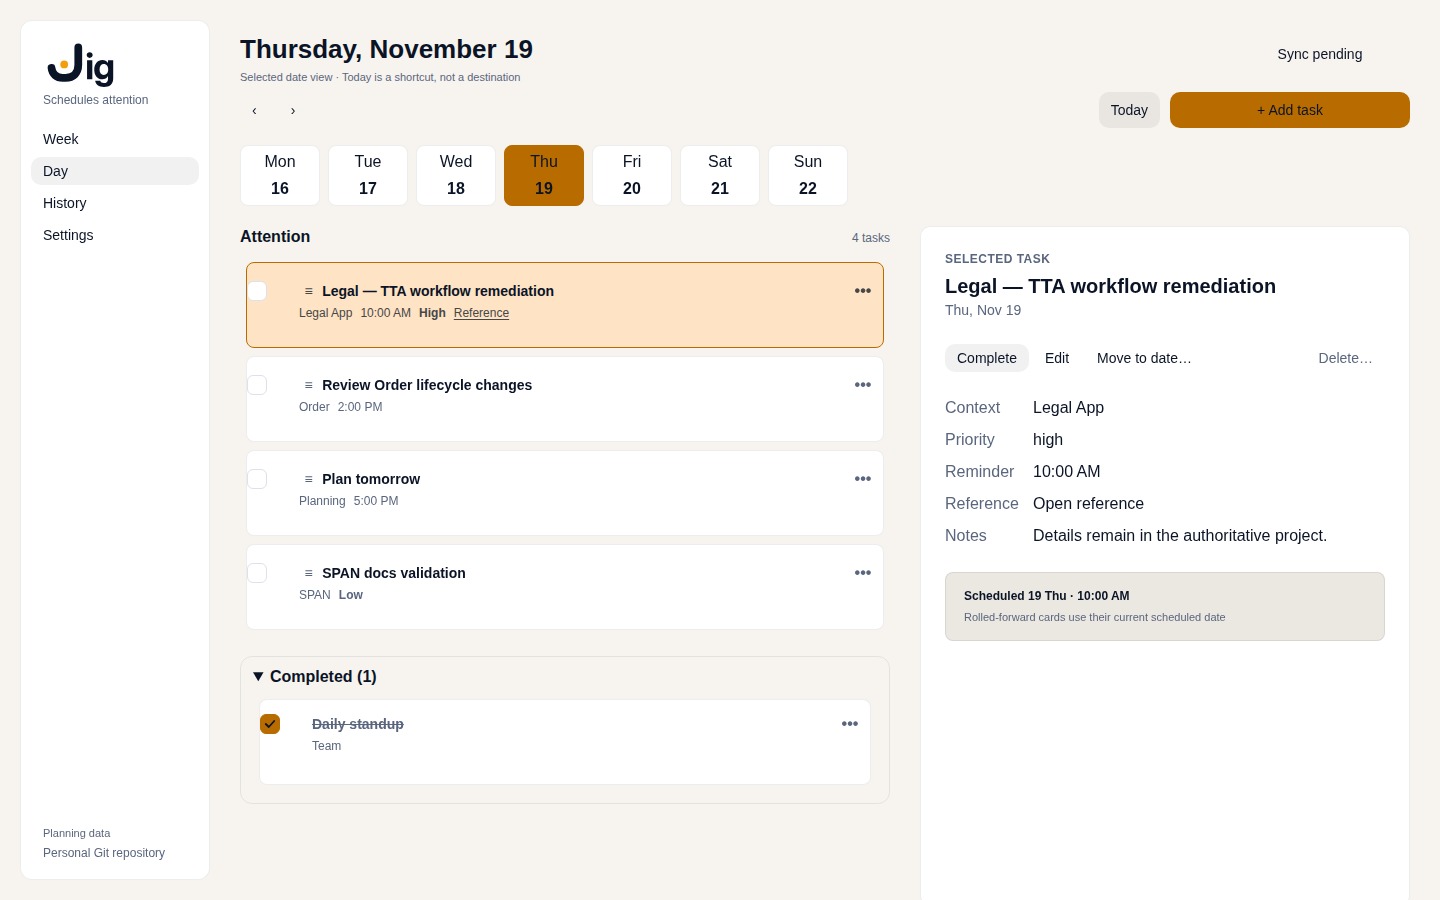 Jig
Schedules attention
Week
Day
History
Settings
Planning data
Personal Git repository
Thursday, November 19
Selected date view · Today is a shortcut, not a destination
Sync pending
‹ ›
Today
+ Add task
Mon 16
Tue 17
Wed 18
Thu 19
Fri 20
Sat 21
Sun 22
Attention
4 tasks
≡ Legal — TTA workflow remediation •••
Legal App 10:00 AM High Reference
≡ Review Order lifecycle changes •••
Order 2:00 PM
≡ Plan tomorrow •••
Planning 5:00 PM
≡ SPAN docs validation •••
SPAN Low
▼ Completed (1)
Daily standup •••
Team
SELECTED TASK
Legal — TTA workflow remediation
Thu, Nov 19
Complete Edit Move to date… Delete…
Context Legal App
Priority high
Reminder 10:00 AM
Reference Open reference
Notes Details remain in the authoritative project.
Scheduled 19 Thu · 10:00 AM
Rolled-forward cards use their current scheduled date